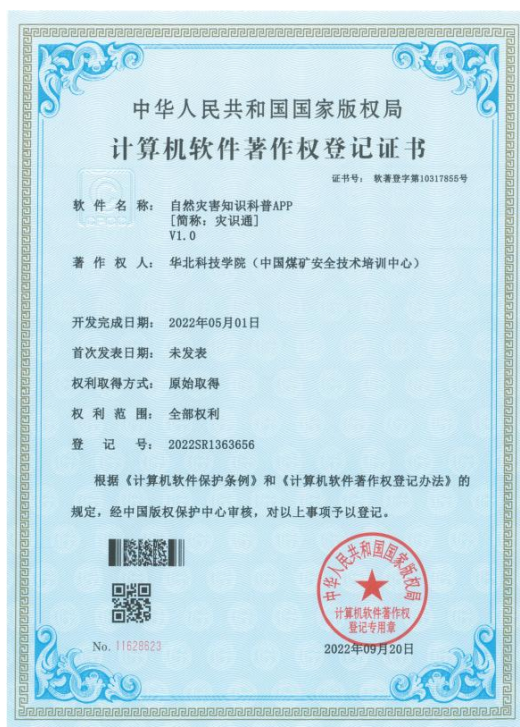 中华人民共和国国家版权局
计算机软件著作权登记证书
证书号： 软著登字第10317855号
软件名称： 自然灾害知识科普APP
[简称：灾识通]
V1.0
著作权人： 华北科技学院（中国煤矿安全技术培训中心）
开发完成日期： 2022年05月01日
首次发表日期： 未发表
权利取得方式： 原始取得
权利范围： 全部权利
登记号： 2022SR1363656
根据《计算机软件保护条例》和《计算机软件著作权登记办法》的
规定，经中国版权保护中心审核，对以上事项予以登记。
中华人民共和国国家版权局
计算机软件著作权
登记专用章
No. 11628623
2022年09月20日